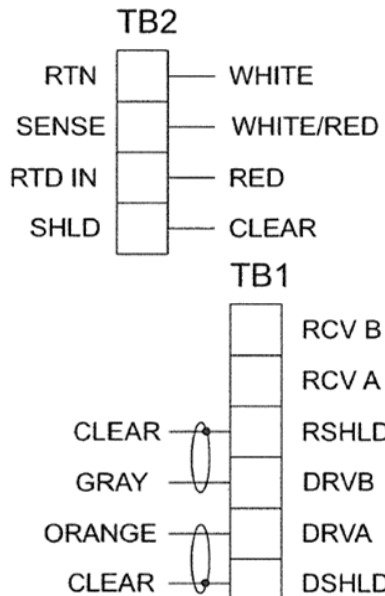 TB2
RTN WHITE
SENSE WHITE/RED
RTD IN RED
SHLD CLEAR
TB1
RCV B
RCV A
CLEAR RSHLD
GRAY DRVB
ORANGE DRVA
CLEAR DSHLD